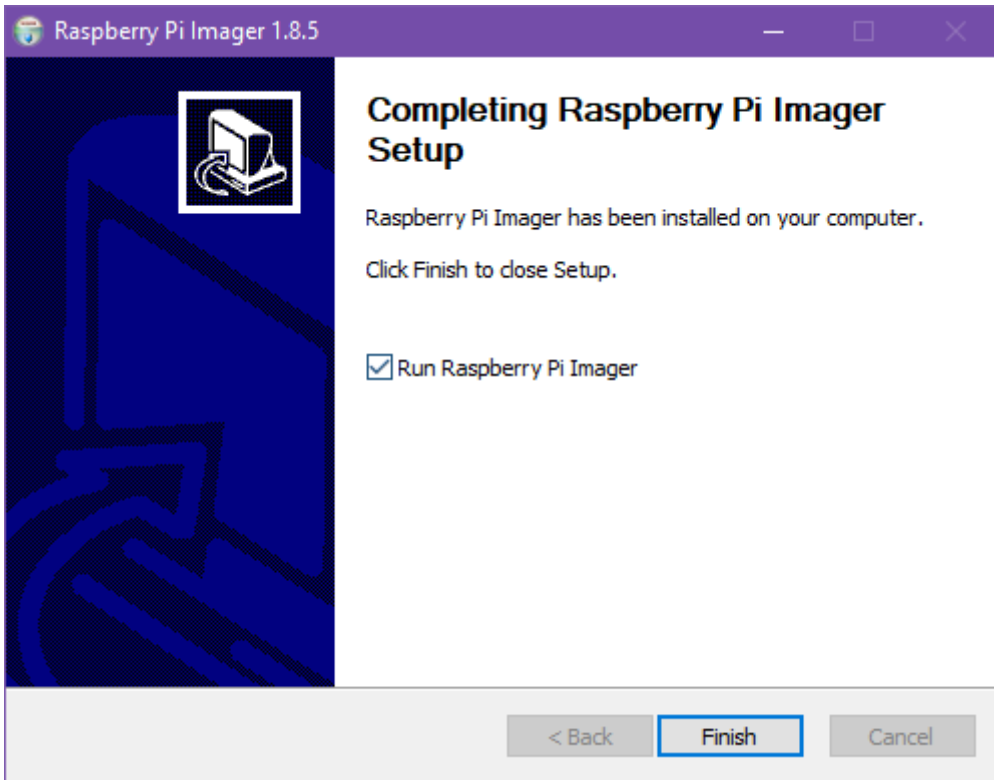 Raspberry Pi Imager 1.8.5
Completing Raspberry Pi Imager
Setup
Raspberry Pi Imager has been installed on your computer.
Click Finish to close Setup.
Run Raspberry Pi Imager
< Back Finish Cancel